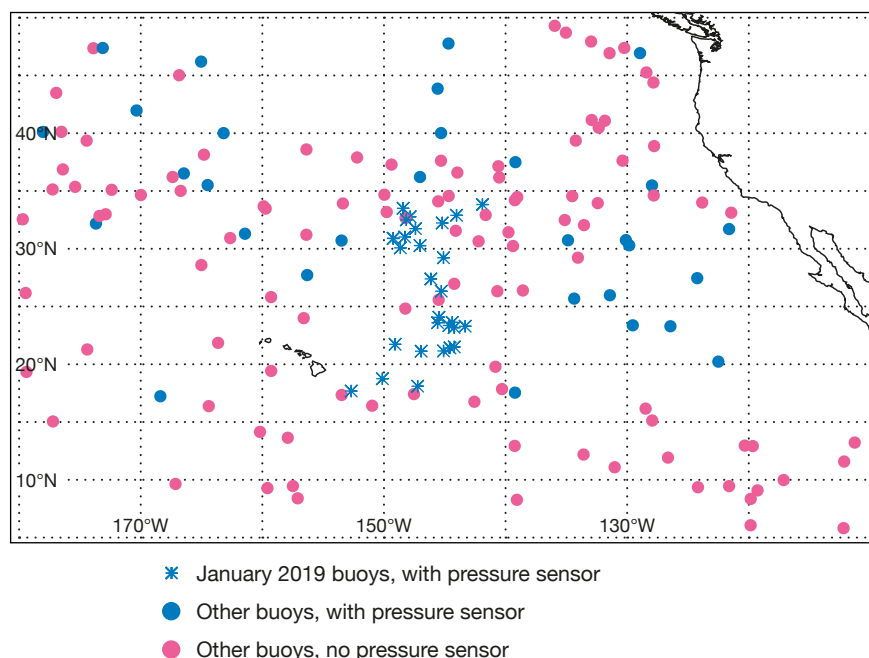 40°N
30°N
20°N
10°N
170°W 150°W 130°W
January 2019 buoys, with pressure sensor
Other buoys, with pressure sensor
Other buoys, no pressure sensor